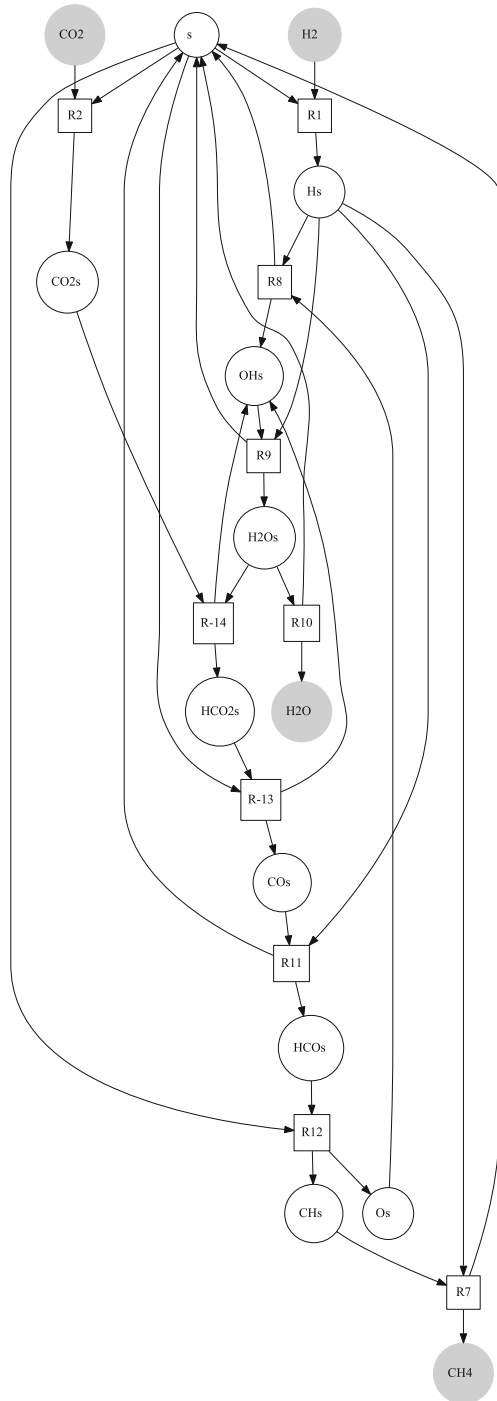 CO2
s
H2
R2
R1
Hs
CO2s
R8
OHs
R9
H2Os
R-14
R10
HCO2s
H2O
R-13
COs
R11
HCOs
R12
CHs
Os
R7
CH4